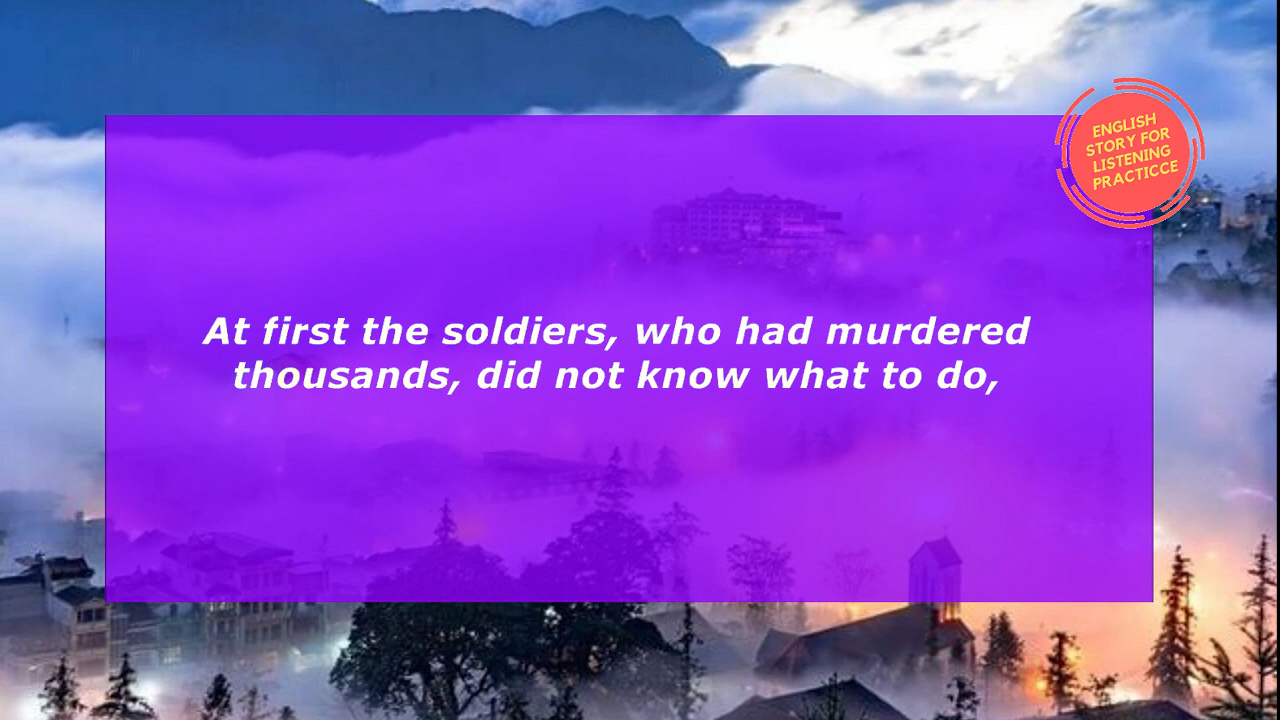 ENGLISH
STORY FOR
LISTENING
PRACTICCE
At first the soldiers, who had murdered
thousands, did not know what to do,